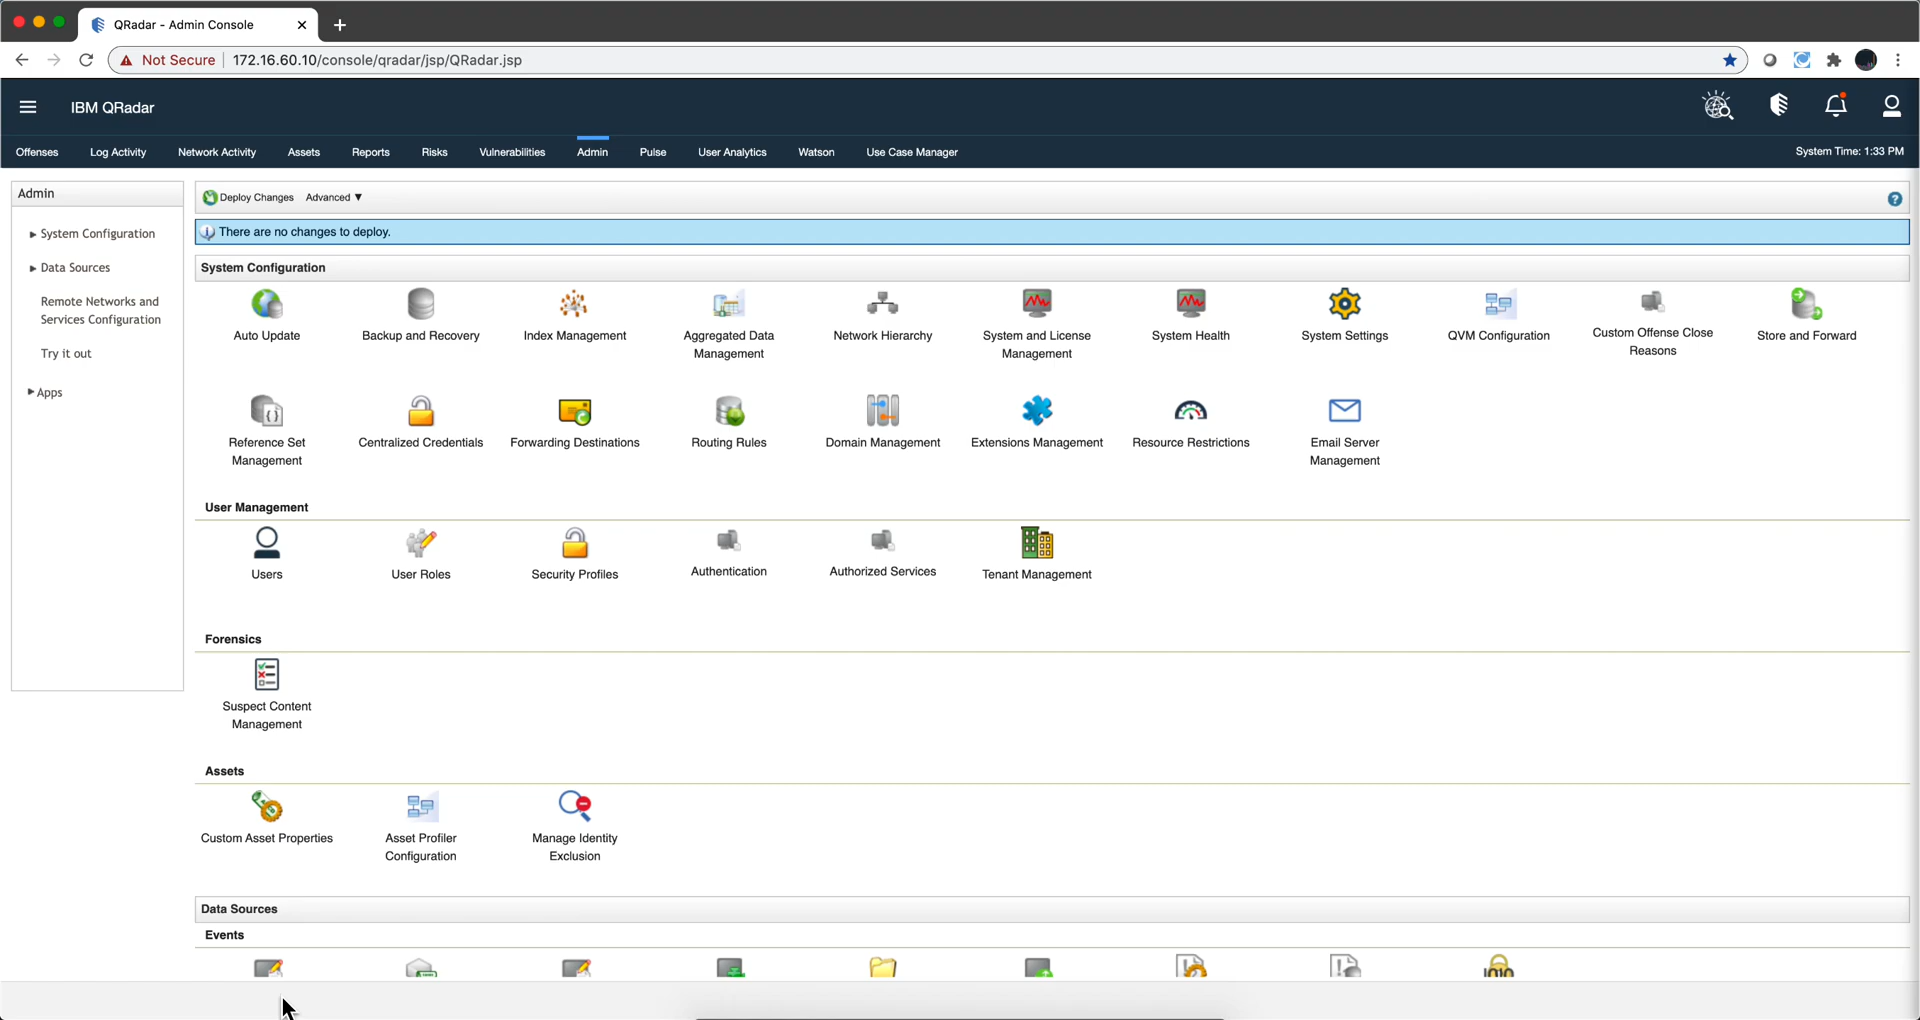 QRadar - Admin Console
Not Secure 172.16.60.10/console/qradar/jsp/QRadar.jsp
IBM QRadar
Offenses Log Activity Network Activity Assets Reports Risks Vulnerabilities Admin Pulse User Analytics Watson Use Case Manager System Time: 1:33 PM
Admin
System Configuration
Data Sources
Remote Networks and
Services Configuration
Try it out
Apps
Deploy Changes Advanced ▼
There are no changes to deploy.
System Configuration
Auto Update
Backup and Recovery
Index Management
Aggregated Data
Management
Network Hierarchy
System and License
Management
System Health
System Settings
QVM Configuration
Custom Offense Close
Reasons
Store and Forward
Reference Set
Management
Centralized Credentials
Forwarding Destinations
Routing Rules
Domain Management
Extensions Management
Resource Restrictions
Email Server
Management
User Management
Users
User Roles
Security Profiles
Authentication
Authorized Services
Tenant Management
Forensics
Suspect Content
Management
Assets
Custom Asset Properties
Asset Profiler
Configuration
Manage Identity
Exclusion
Data Sources
Events